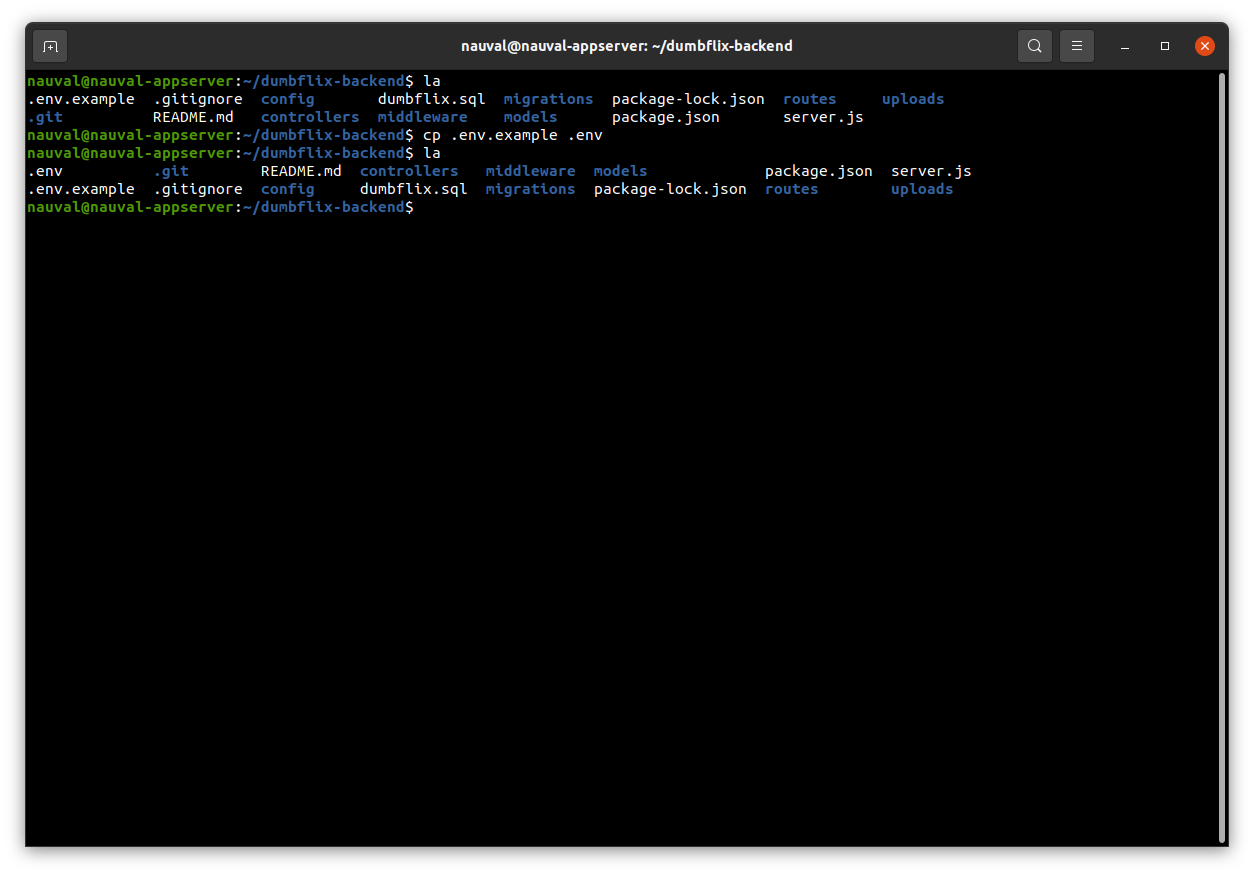 nauval@nauval-appserver: ~/dumbflix-backend
nauval@nauval-appserver:~/dumbflix-backend$ la
.env.example  .gitignore  config       dumbflix.sql  migrations  package-lock.json  routes     uploads
.git          README.md  controllers  middleware    models      package.json       server.js
nauval@nauval-appserver:~/dumbflix-backend$ cp .env.example .env
nauval@nauval-appserver:~/dumbflix-backend$ la
.env          .git        README.md  controllers   middleware  models             package.json  server.js
.env.example  .gitignore  config     dumbflix.sql  migrations  package-lock.json  routes        uploads
nauval@nauval-appserver:~/dumbflix-backend$